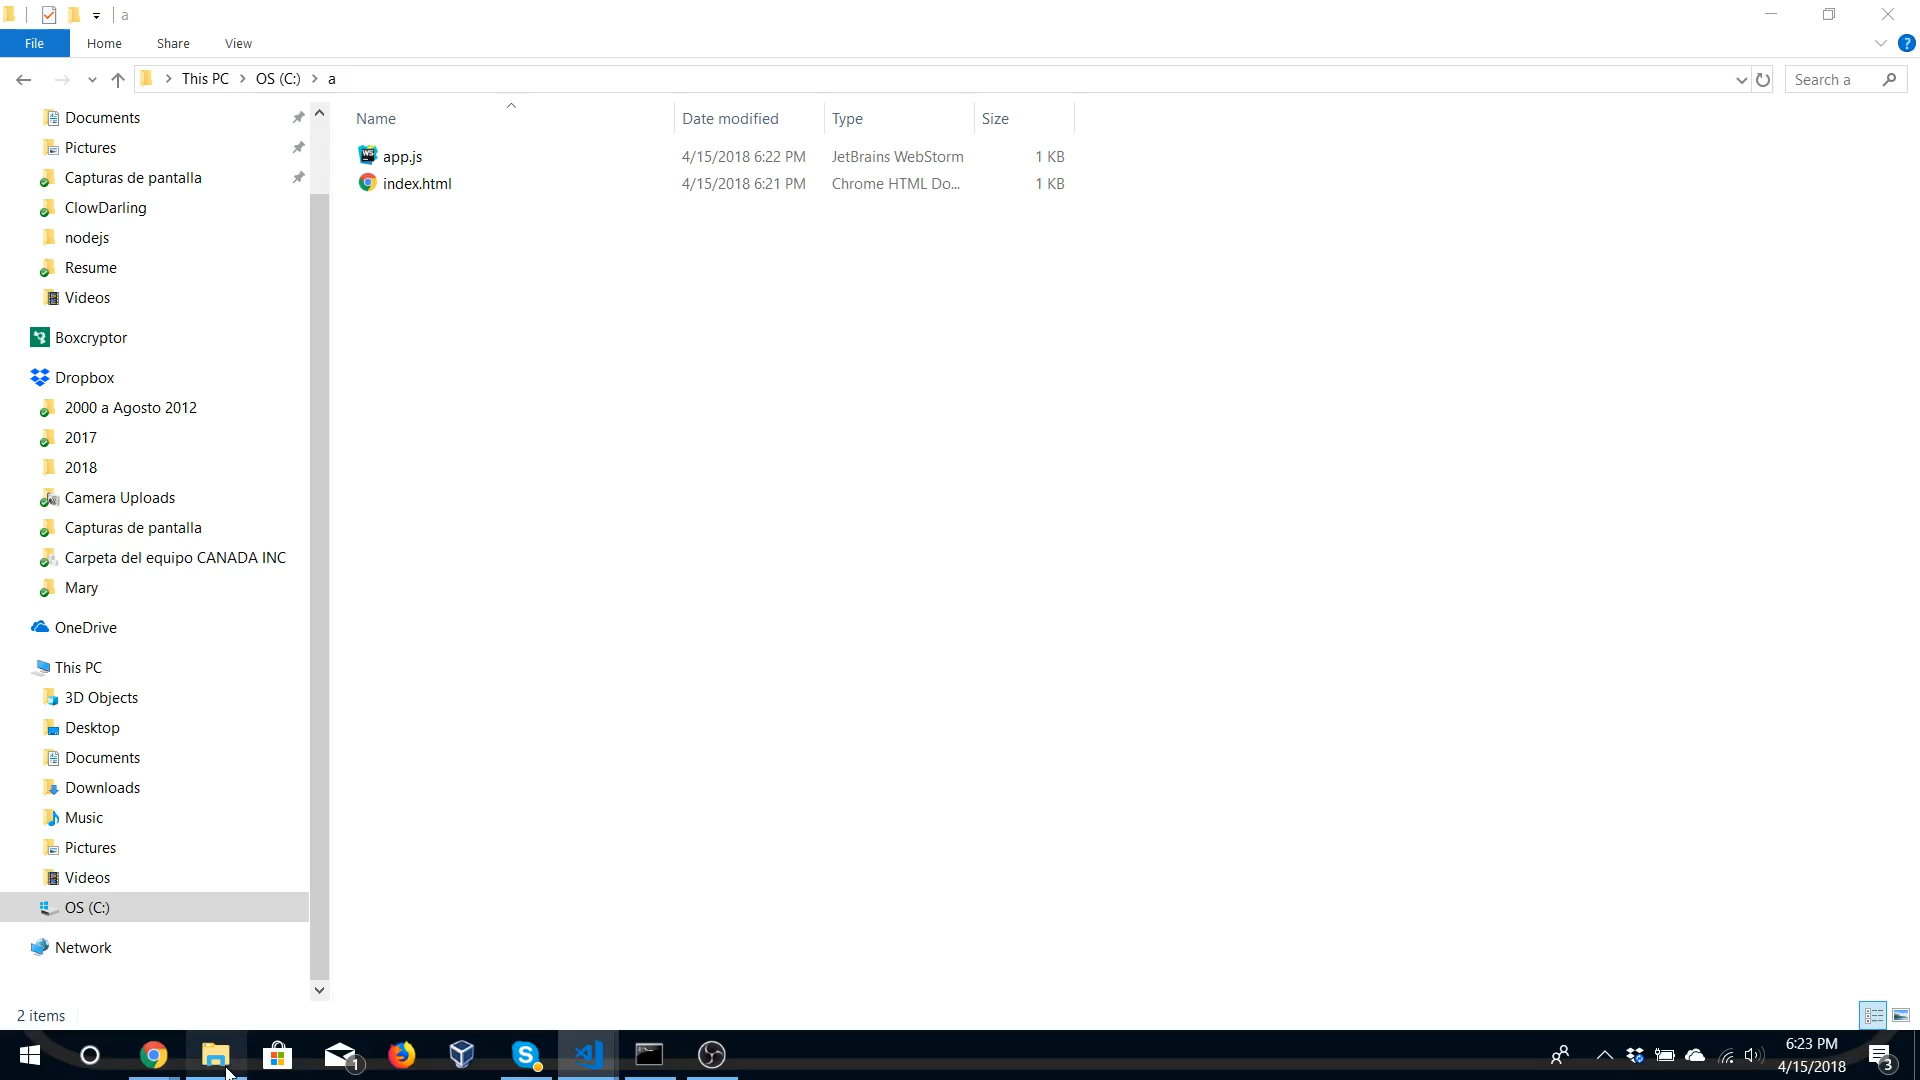 a
File Home Share View
This PC OS (C:) a
Search a
Name Date modified Type Size
app.js 4/15/2018 6:22 PM JetBrains WebStorm 1 KB
index.html 4/15/2018 6:21 PM Chrome HTML Do... 1 KB
Documents
Pictures
Capturas de pantalla
ClowDarling
nodejs
Resume
Videos
Boxcryptor
Dropbox
2000 a Agosto 2012
2017
2018
Camera Uploads
Capturas de pantalla
Carpeta del equipo CANADA INC
Mary
OneDrive
This PC
3D Objects
Desktop
Documents
Downloads
Music
Pictures
Videos
OS (C:)
Network
2 items
1
6:23 PM
4/15/2018
3